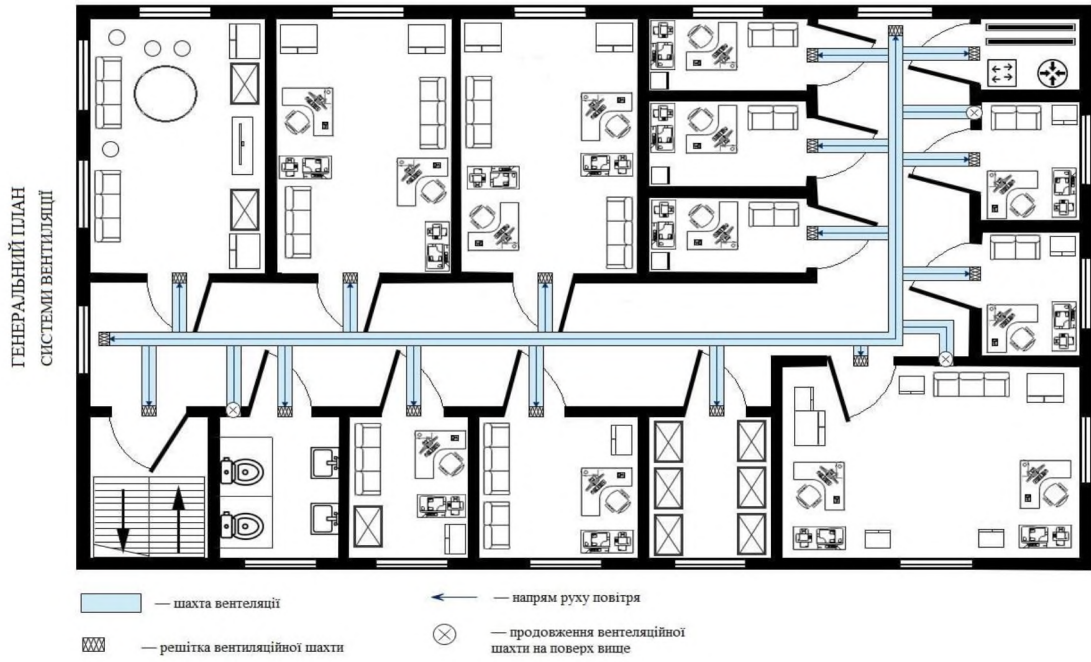 ГЕНЕРАЛЬНИЙ ПЛАН
СИСТЕМИ ВЕНТИЛЯЦІЇ
— шахта вентеляції
— решітка вентиляційної шахти
— напрям руху повітря
— продовження вентеляційної
шахти на поверх вище